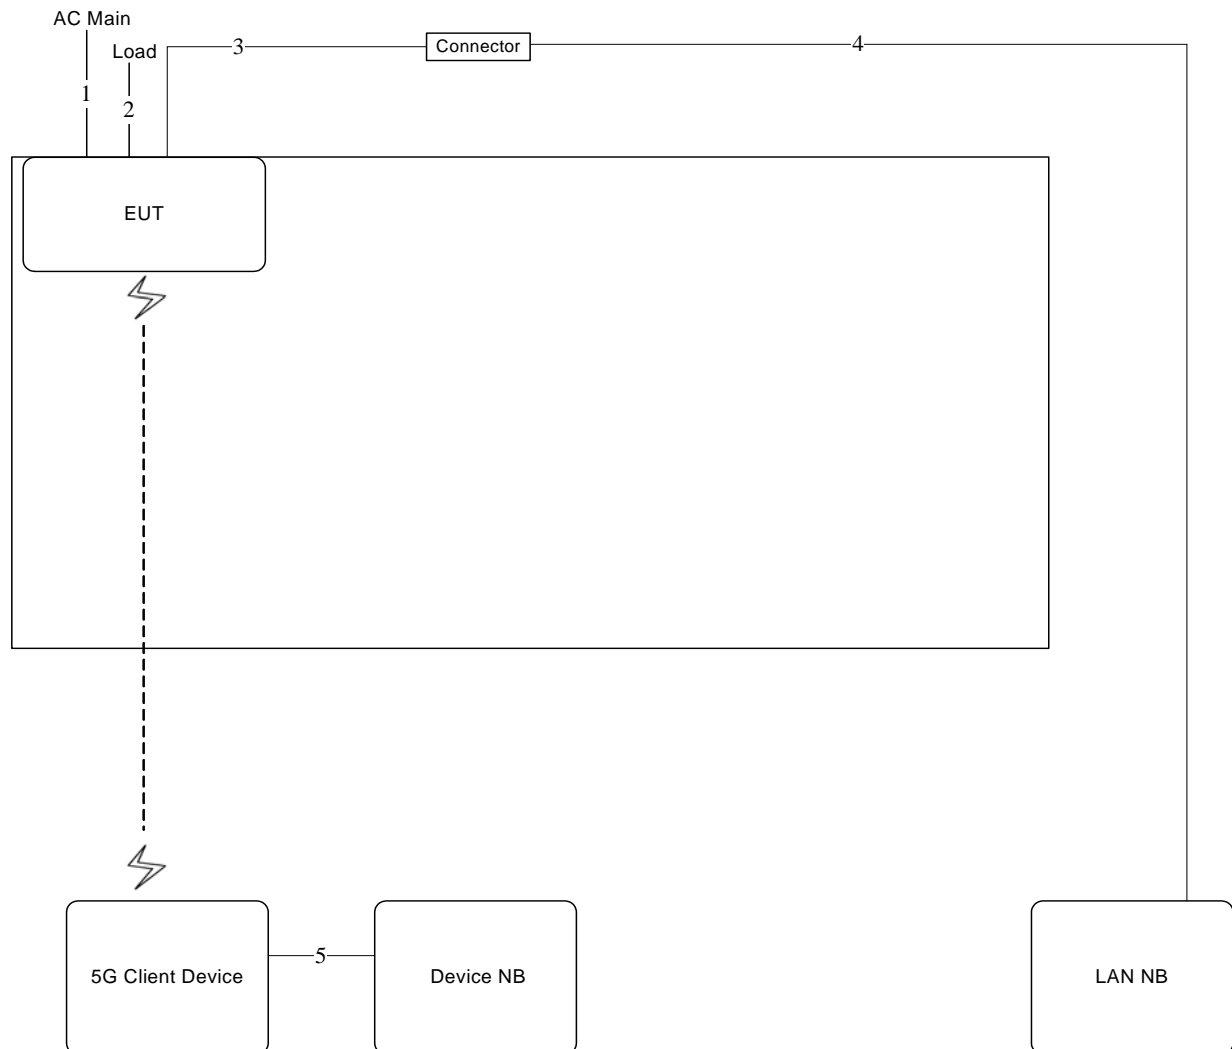 AC Main
Load
3
Connector
4
1
2
EUT
5G Client Device
5
Device NB
LAN NB